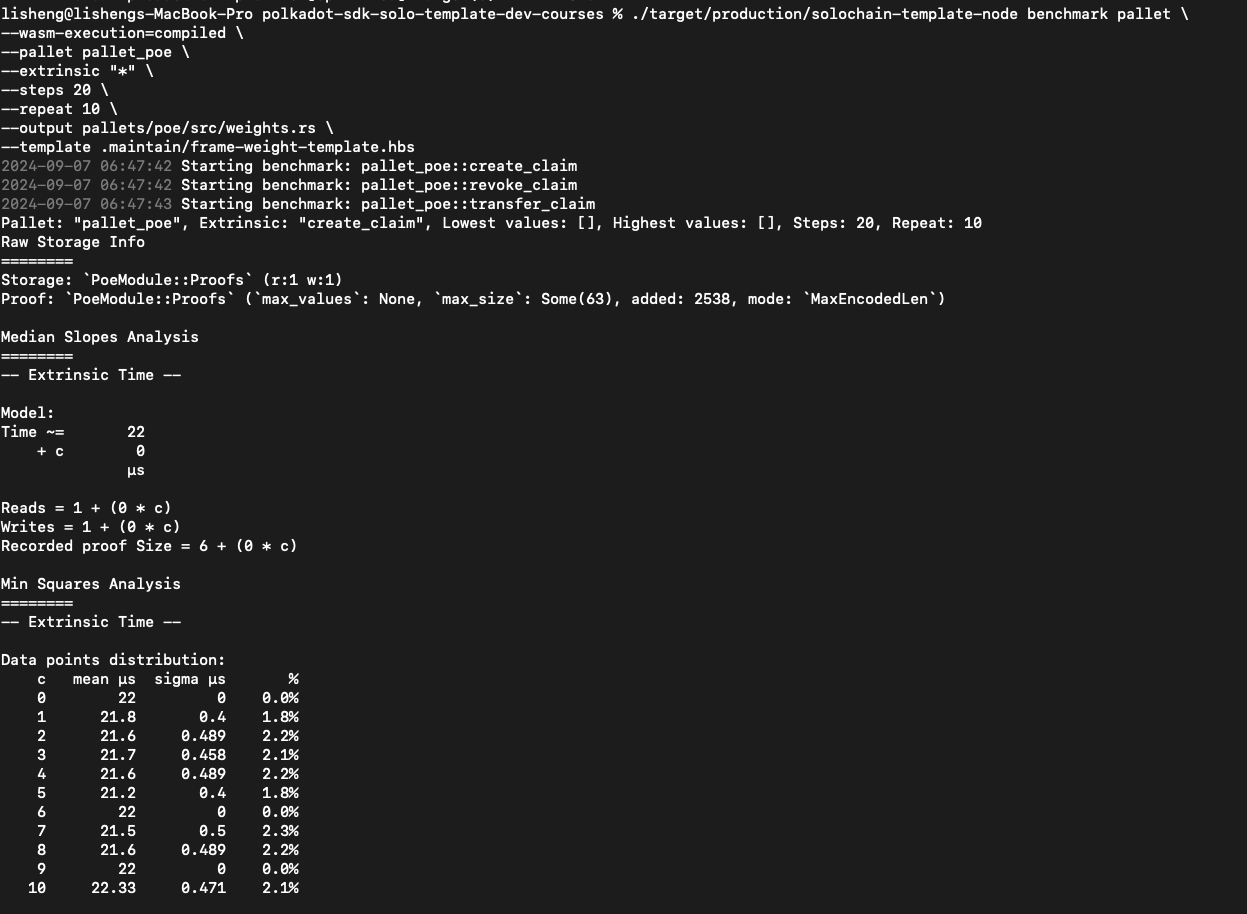 lisheng@lishengs-MacBook-Pro polkadot-sdk-solo-template-dev-courses % ./target/production/solochain-template-node benchmark pallet \
--wasm-execution=compiled \
--pallet pallet_poe \
--extrinsic "*" \
--steps 20 \
--repeat 10 \
--output pallets/poe/src/weights.rs \
--template .maintain/frame-weight-template.hbs
2024-09-07 06:47:42 Starting benchmark: pallet_poe::create_claim
2024-09-07 06:47:42 Starting benchmark: pallet_poe::revoke_claim
2024-09-07 06:47:43 Starting benchmark: pallet_poe::transfer_claim
Pallet: "pallet_poe", Extrinsic: "create_claim", Lowest values: [], Highest values: [], Steps: 20, Repeat: 10
Raw Storage Info
========
Storage: `PoeModule::Proofs` (r:1 w:1)
Proof: `PoeModule::Proofs` (`max_values`: None, `max_size`: Some(63), added: 2538, mode: `MaxEncodedLen`)

Median Slopes Analysis
========
-- Extrinsic Time --

Model:
Time ~=       22
    + c        0
              µs

Reads = 1 + (0 * c)
Writes = 1 + (0 * c)
Recorded proof Size = 6 + (0 * c)

Min Squares Analysis
========
-- Extrinsic Time --

Data points distribution:
    c   mean µs  sigma µs       %
    0        22         0    0.0%
    1      21.8       0.4    1.8%
    2      21.6     0.489    2.2%
    3      21.7     0.458    2.1%
    4      21.6     0.489    2.2%
    5      21.2       0.4    1.8%
    6        22         0    0.0%
    7      21.5       0.5    2.3%
    8      21.6     0.489    2.2%
    9        22         0    0.0%
   10     22.33     0.471    2.1%